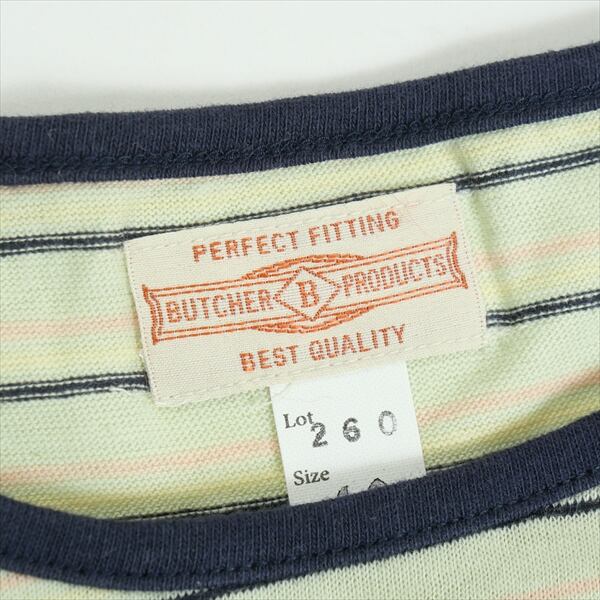 PERFECT FITTING
BUTCHER B PRODUCTS
BEST QUALITY
Lot 260
Size